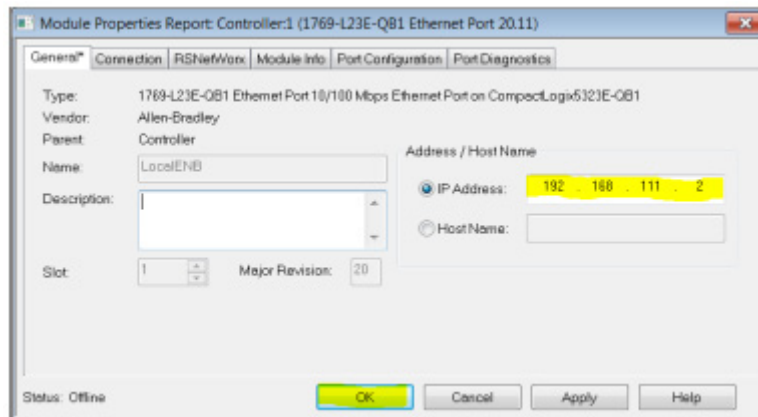 Module Properties Report: Controller:1 (1769-L23E-QB1 Ethernet Port 20.11)
General* Connection RSNetWorx Module Info Port Configuration Port Diagnostics
Type: 1769-L23E-QB1 Ethernet Port 10/100 Mbps Ethernet Port on CompactLogix5323E-QB1
Vendor: Allen-Bradley
Parent: Controller
Name: LocalENB
Address / Host Name
IP Address: 192 . 168 . 111 . 2
Description:
Host Name:
Slot: 1 Major Revision: 20
Status: Offline OK Cancel Apply Help